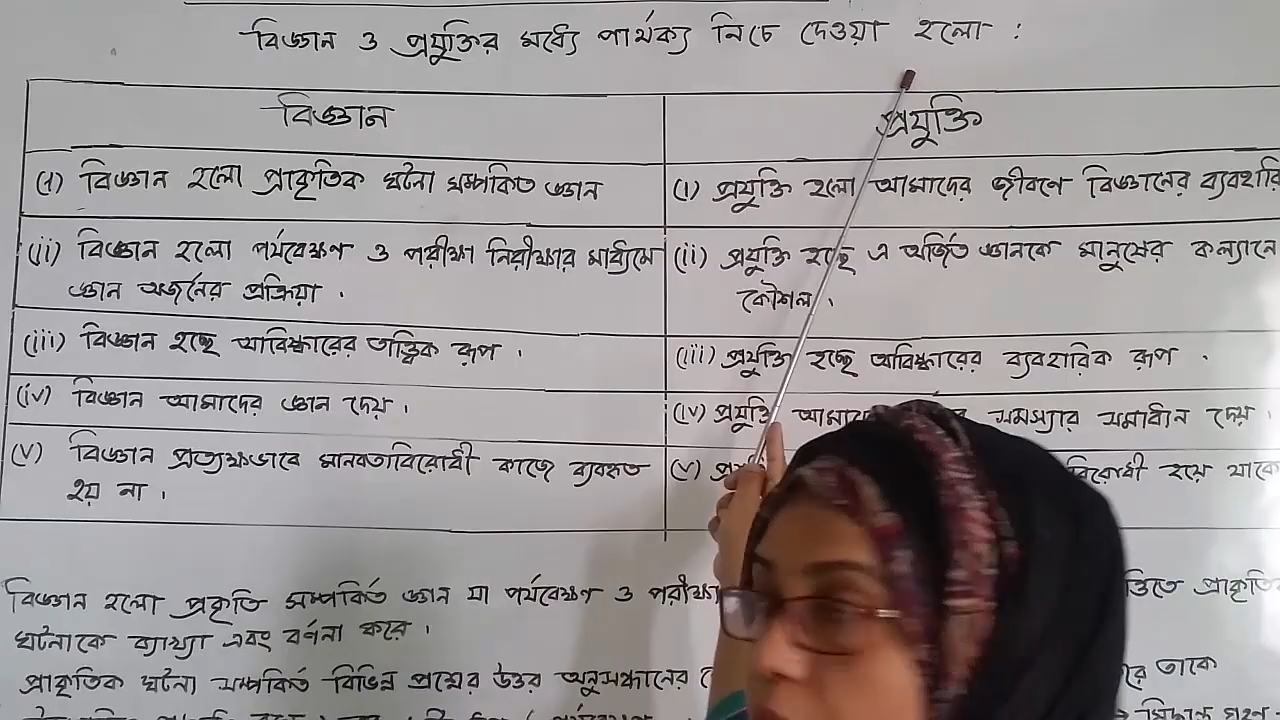 বিজ্ঞান ও প্রযুক্তির মধ্যে পার্থক্য নিচে দেওয়া হলো :
বিজ্ঞান
প্রযুক্তি
(i) বিজ্ঞান হলো প্রাকৃতিক ঘটনা সম্পর্কিত জ্ঞান
(i) প্রযুক্তি হলো আমাদের জীবণে বিজ্ঞানের
(ii) বিজ্ঞান হলো পর্যবেক্ষণ ও পরীক্ষা নিরীক্ষার মাধ্যমে
জ্ঞান অর্জনের প্রক্রিয়া .
(ii) প্রযুক্তি হচ্ছে এ অর্জিত জ্ঞানকে মানুষের কল্যানে
কৌশল .
(iii) বিজ্ঞান হচ্ছে আবিষ্কারের তাত্ত্বিক রূপ .
(iii) প্রযুক্তি হচ্ছে আবিষ্কারের ব্যবহারিক রূপ .
(iv) বিজ্ঞান আমাদের জ্ঞান দেয় .
(iv) প্রযুক্তি সমস্যার সমাধান দেয় .
(v) বিজ্ঞান প্রত্যক্ষভাবে মানবতাবিরোধী কাজে ব্যবহৃত
হয় না .
(v) হয়ে থাকে
বিজ্ঞান হলো প্রকৃতি সম্পর্কিত জ্ঞান যা পর্যবেক্ষণ ও
ঘটনাকে ব্যাখ্যা এবং বর্ণনা করে .
প্রাকৃতিক ঘটনা সম্পর্কিত বিভিন্ন প্রশ্নের উত্তর অনুসন্ধানের তাকে